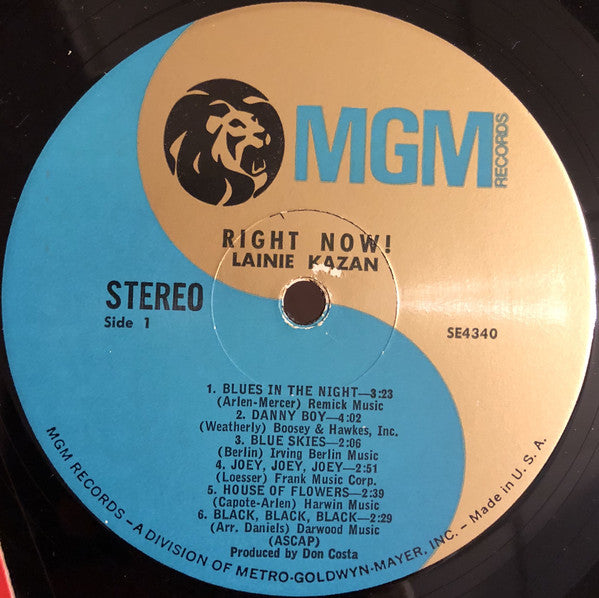 MGM
RECORDS
RIGHT NOW!
LAINIE KAZAN
STEREO
Side 1
SE4340
1. BLUES IN THE NIGHT—3:23
(Arlen-Mercer) Remick Music
2. DANNY BOY—4:02
(Weatherly) Boosey & Hawkes, Inc.
3. BLUE SKIES—2:06
(Berlin) Irving Berlin Music
4, JOEY, JOEY, JOEY—2:51
(Loesser) Frank Music Corp.
5. HOUSE OF FLOWERS—2:39
(Capote-Arlen) Harwin Music
6. BLACK, BLACK, BLACK—2:29
(Arr. Daniels) Darwood Music
(ASCAP)
Produced by Don Costa
MGM RECORDS – A DIVISION OF METRO-GOLDWYN-MAYER, INC. – Made in U. S. A.